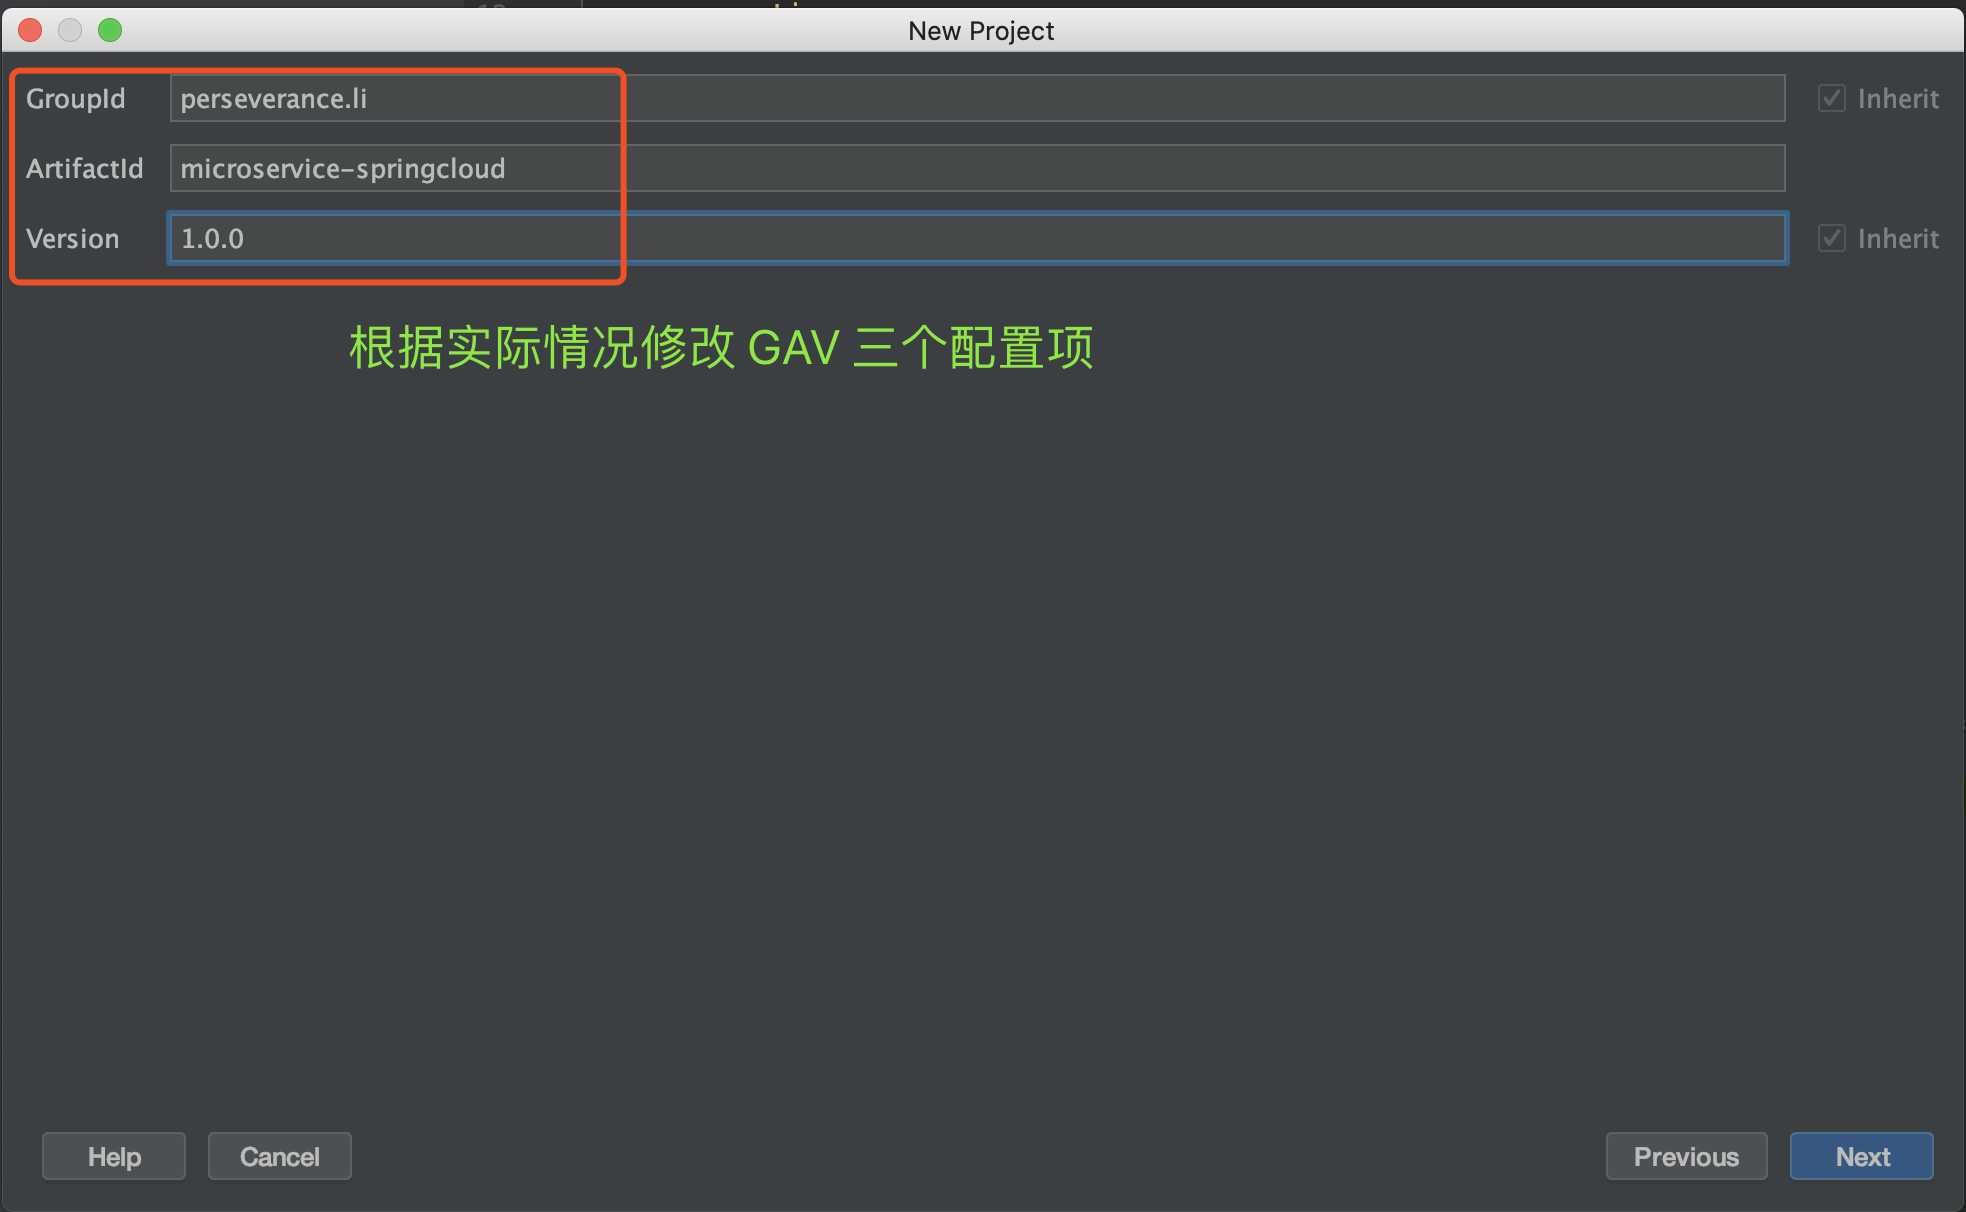 New Project
GroupId perseverance.li Inherit
ArtifactId microservice-springcloud
Version 1.0.0 Inherit
根据实际情况修改 GAV 三个配置项
Help Cancel Previous Next